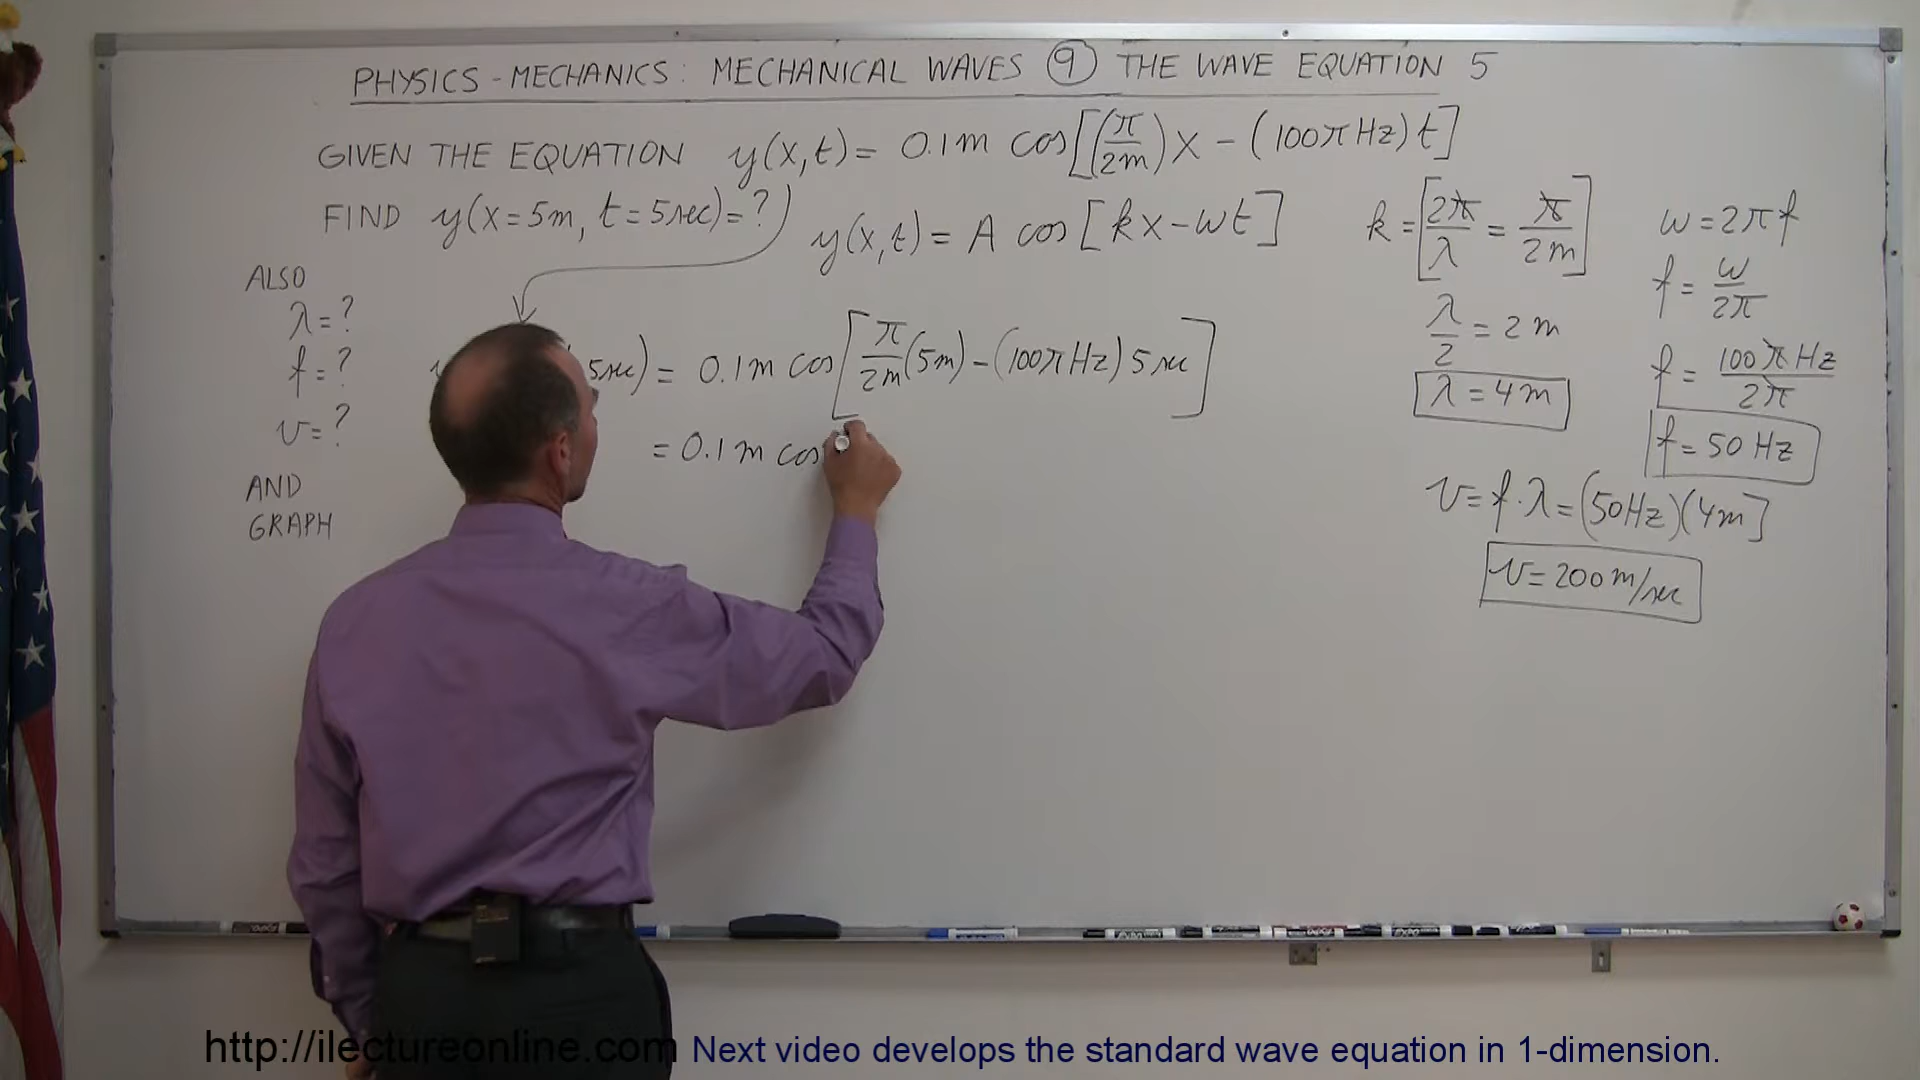 PHYSICS - MECHANICS: MECHANICAL WAVES ⑨ THE WAVE EQUATION 5
GIVEN THE EQUATION y(x,t) = 0.1m cos[(π/2m)x - (100π Hz)t]
FIND y(x=5m, t=5sec)=?
y(x,t) = A cos[kx-ωt]
k = [2π/λ = π/2m]
λ/2 = 2m
λ = 4m
ω = 2πf
f = ω/2π
f = 100π Hz/2π
f = 50 Hz
v = f·λ = (50Hz)(4m]
v = 200 m/sec
ALSO
λ=?
f=?
v=?
AND
GRAPH
5sec) = 0.1m cos[π/2m(5m)-(100π Hz)5sec]
= 0.1m cos
http://ilectureonline.com Next video develops the standard wave equation in 1-dimension.